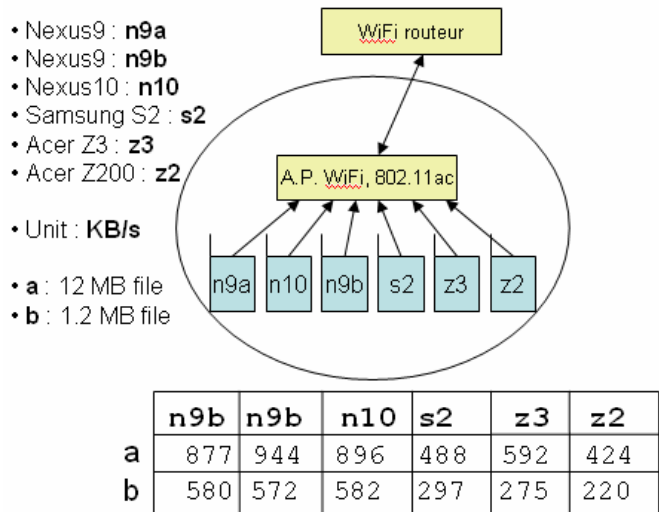 • Nexus9 : n9a
• Nexus9 : n9b
• Nexus10 : n10
• Samsung S2 : s2
• Acer Z3 : z3
• Acer Z200 : z2
• Unit : KB/s
• a : 12 MB file
• b : 1.2 MB file
WiFi routeur
A.P. WiFi, 802.11ac
n9a n10 n9b s2 z3 z2
n9b n9b n10 s2 z3 z2
a 877 944 896 488 592 424
b 580 572 582 297 275 220